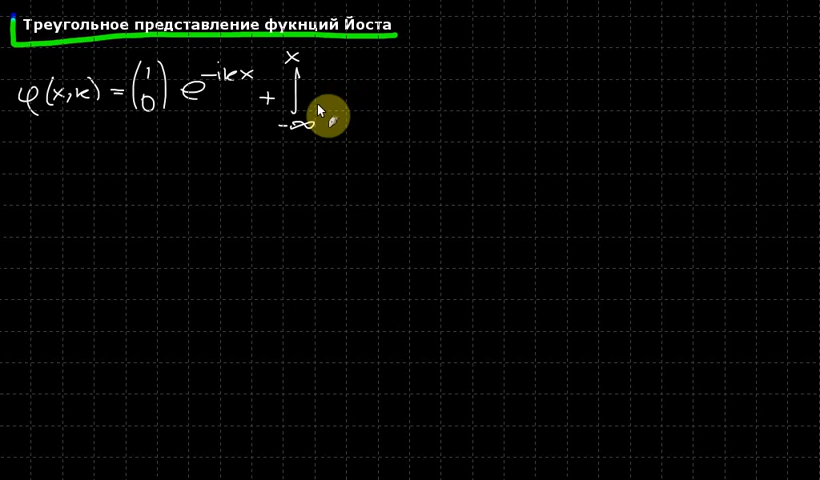 Треугольное представление фукнций Йоста
φ(x,k) = (1 0) e^{-ikx} + ∫_{-∞}^{x}